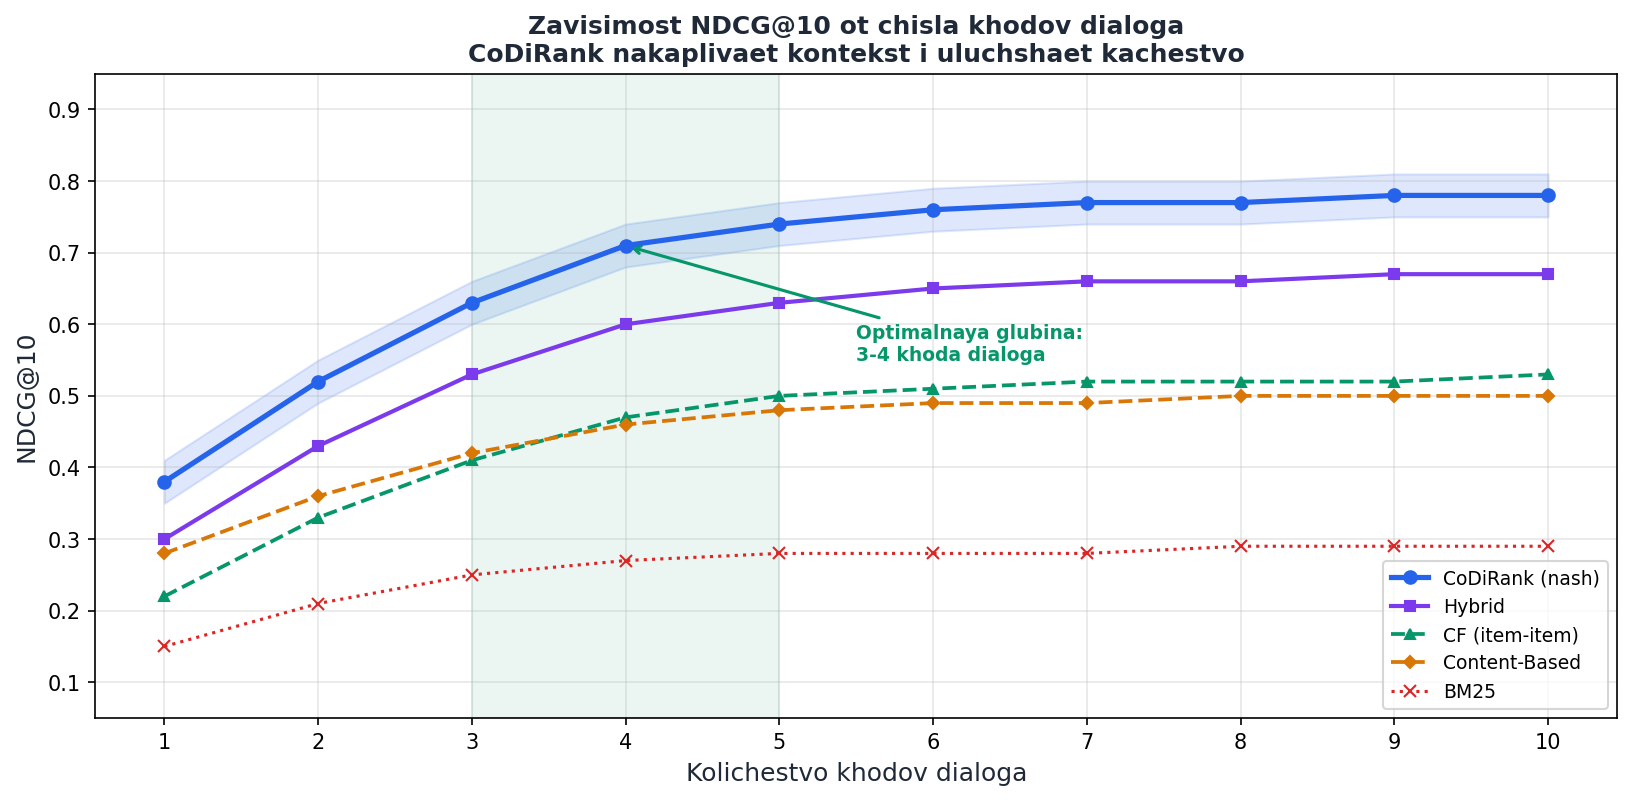 Zavisimost NDCG@10 ot chisla khodov dialoga
CoDiRank nakaplivaet kontekst i uluchshaet kachestvo
NDCG@10
0.9
0.8
0.7
0.6
0.5
0.4
0.3
0.2
0.1
Optimalnaya glubina:
3-4 khoda dialoga
CoDiRank (nash)
Hybrid
CF (item-item)
Content-Based
BM25
1 2 3 4 5 6 7 8 9 10
Kolichestvo khodov dialoga